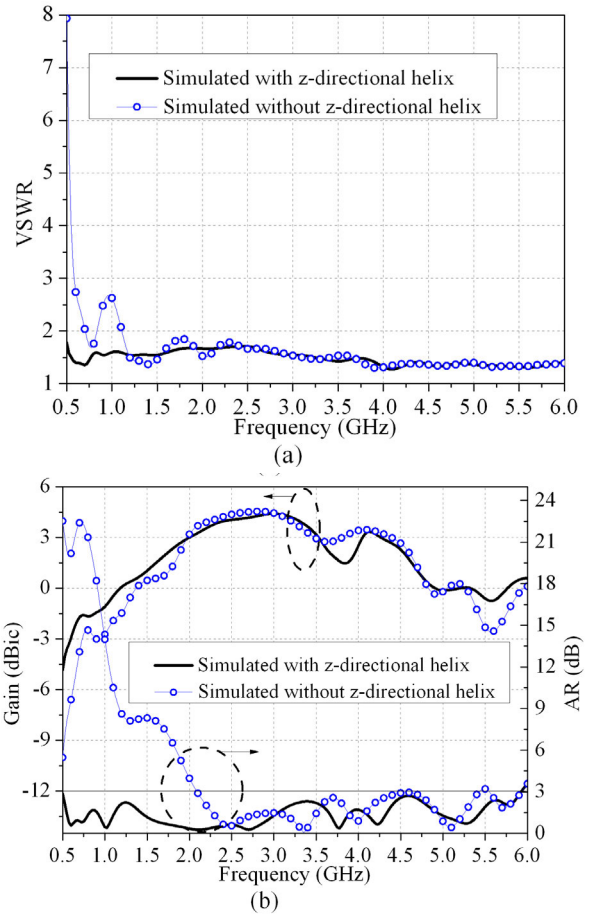 8
7
6
5
4
3
2
1
VSWR
Simulated with z-directional helix
Simulated without z-directional helix
0.5 1.0 1.5 2.0 2.5 3.0 3.5 4.0 4.5 5.0 5.5 6.0
Frequency (GHz)
(a)
6
3
0
-3
-6
-9
-12
Gain (dBic)
24
21
18
15
12
9
6
3
0
AR (dB)
Simulated with z-directional helix
Simulated without z-directional helix
0.5 1.0 1.5 2.0 2.5 3.0 3.5 4.0 4.5 5.0 5.5 6.0
Frequency (GHz)
(b)